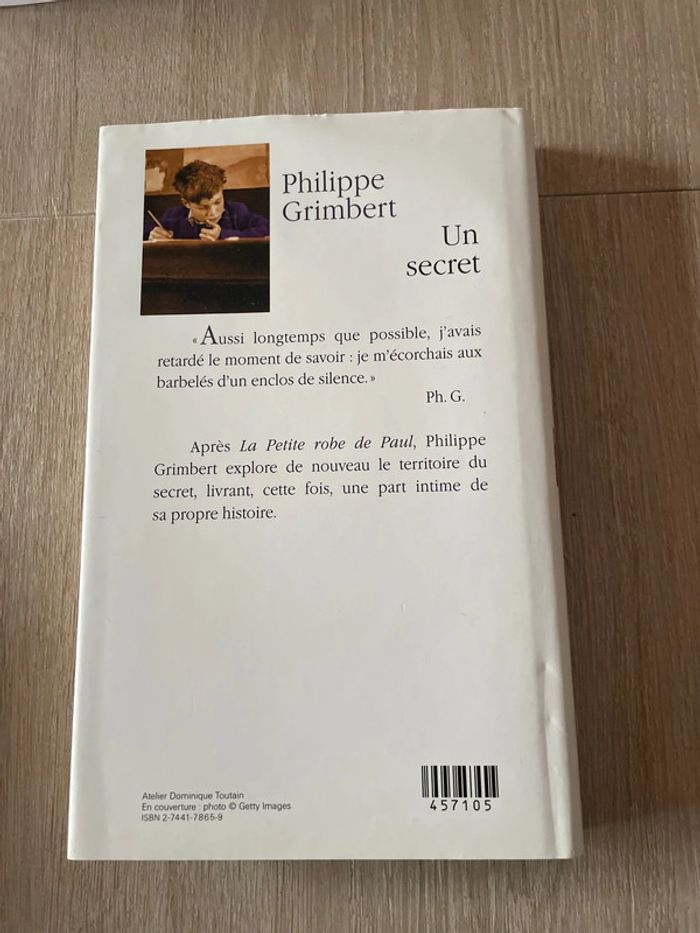 Philippe
Grimbert
Un
secret
« Aussi longtemps que possible, j'avais
retardé le moment de savoir : je m'écorchais aux
barbelés d'un enclos de silence. »
Ph. G.
Après La Petite robe de Paul, Philippe
Grimbert explore de nouveau le territoire du
secret, livrant, cette fois, une part intime de
sa propre histoire.
Atelier Dominique Toutain
En couverture : photo © Getty Images
ISBN 2-7441-7865-9
457105